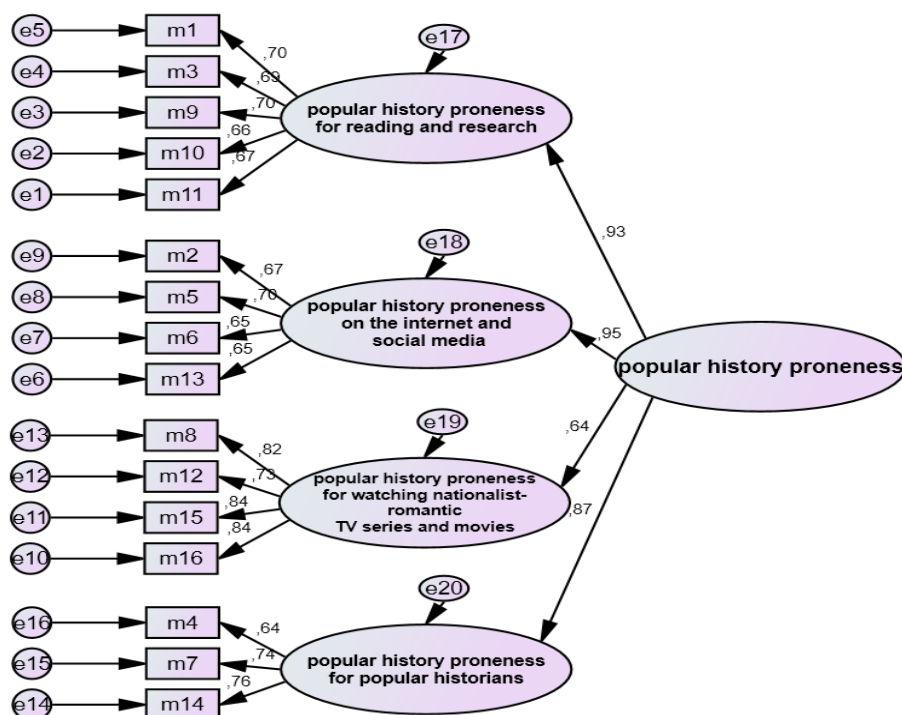 e5
m1
,70
e17
e4
m3
,69
e3
m9
,70
popular history proneness
for reading and research
e2
m10
,66
e1
m11
,67
,93
e9
m2
,67
e18
e8
m5
,70
popular history proneness
on the internet and
social media
e7
m6
,65
e6
m13
,65
,95
popular history proneness
e13
m8
,82
e19
,64
e12
m12
,73
popular history proneness
for watching nationalist-
romantic
TV series and movies
e11
m15
,84
,87
e10
m16
,84
e16
m4
,64
e20
e15
m7
,74
popular history proneness
for popular historians
e14
m14
,76